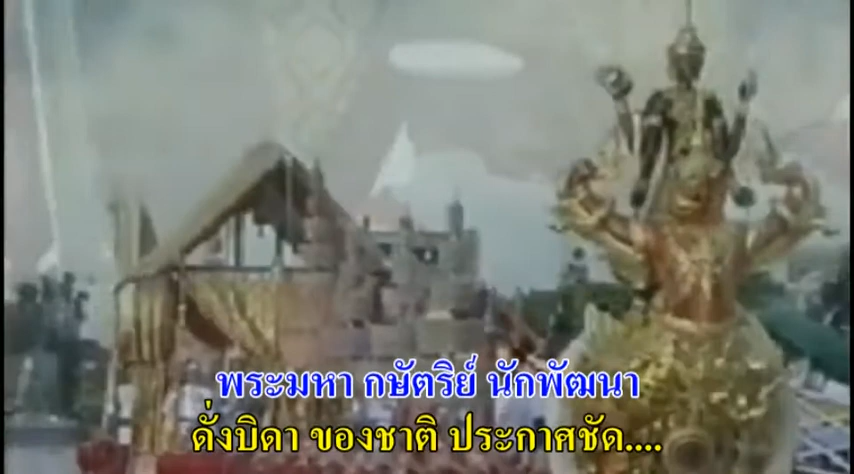 พระมหา กษัตริย์ นักพัฒนา
ดั่งบิดา ของชาติ ประกาศชัด....